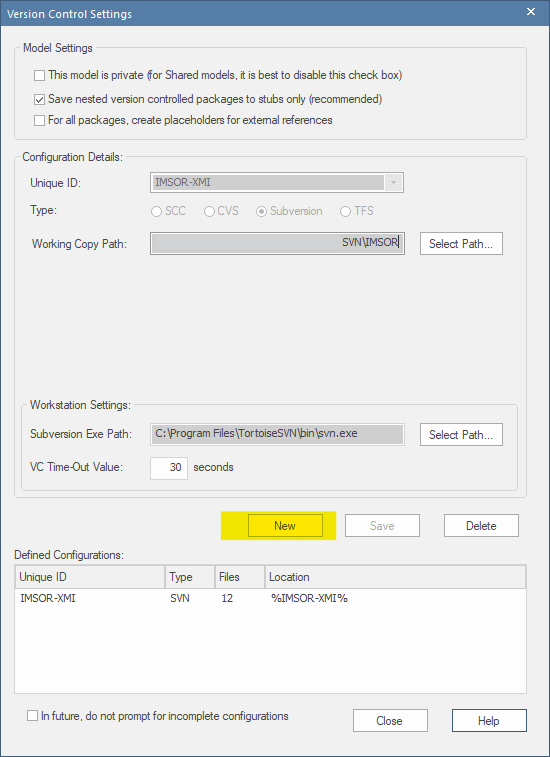 Version Control Settings
Model Settings
This model is private (for Shared models, it is best to disable this check box)
Save nested version controlled packages to stubs only (recommended)
For all packages, create placeholders for external references
Configuration Details:
Unique ID: IMSOR-XMI
Type: SCC CVS Subversion TFS
Working Copy Path: SVN\IMSOR Select Path...
Workstation Settings:
Subversion Exe Path: C:\Program Files\TortoiseSVN\bin\svn.exe Select Path...
VC Time-Out Value: 30 seconds
New Save Delete
Defined Configurations:
Unique ID Type Files Location
IMSOR-XMI SVN 12 %IMSOR-XMI%
In future, do not prompt for incomplete configurations Close Help